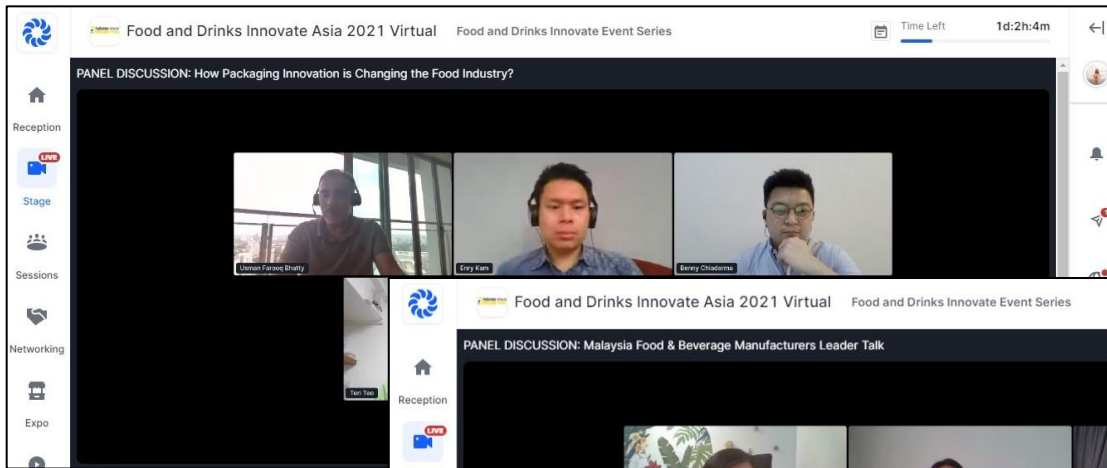 Food and Drinks Innovate Asia 2021 Virtual
Food and Drinks Innovate Event Series
Time Left
1d:2h:4m
PANEL DISCUSSION: How Packaging Innovation is Changing the Food Industry?
Reception
LIVE
Stage
Sessions
Networking
Expo
Usman Farooq Bhatty
Enry Kam
Benny Chiadarma
Teri Teo
Food and Drinks Innovate Asia 2021 Virtual
Food and Drinks Innovate Event Series
PANEL DISCUSSION: Malaysia Food & Beverage Manufacturers Leader Talk
Reception
LIVE